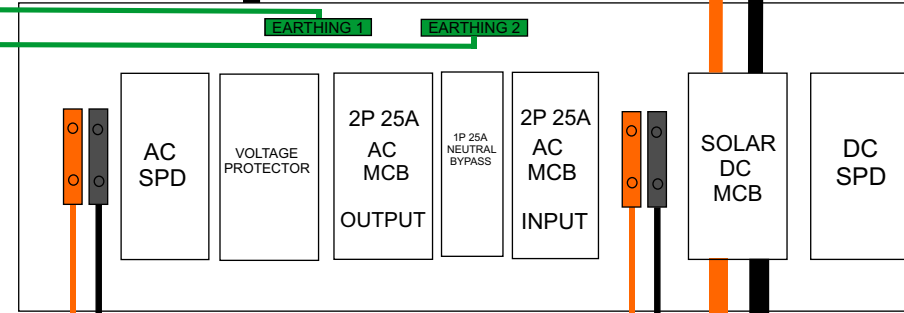 EARTHING 1
EARTHING 2
AC
SPD
VOLTAGE
PROTECTOR
2P 25A
AC
MCB
OUTPUT
1P 25A
NEUTRAL
BYPASS
2P 25A
AC
MCB
INPUT
SOLAR
DC
MCB
DC
SPD